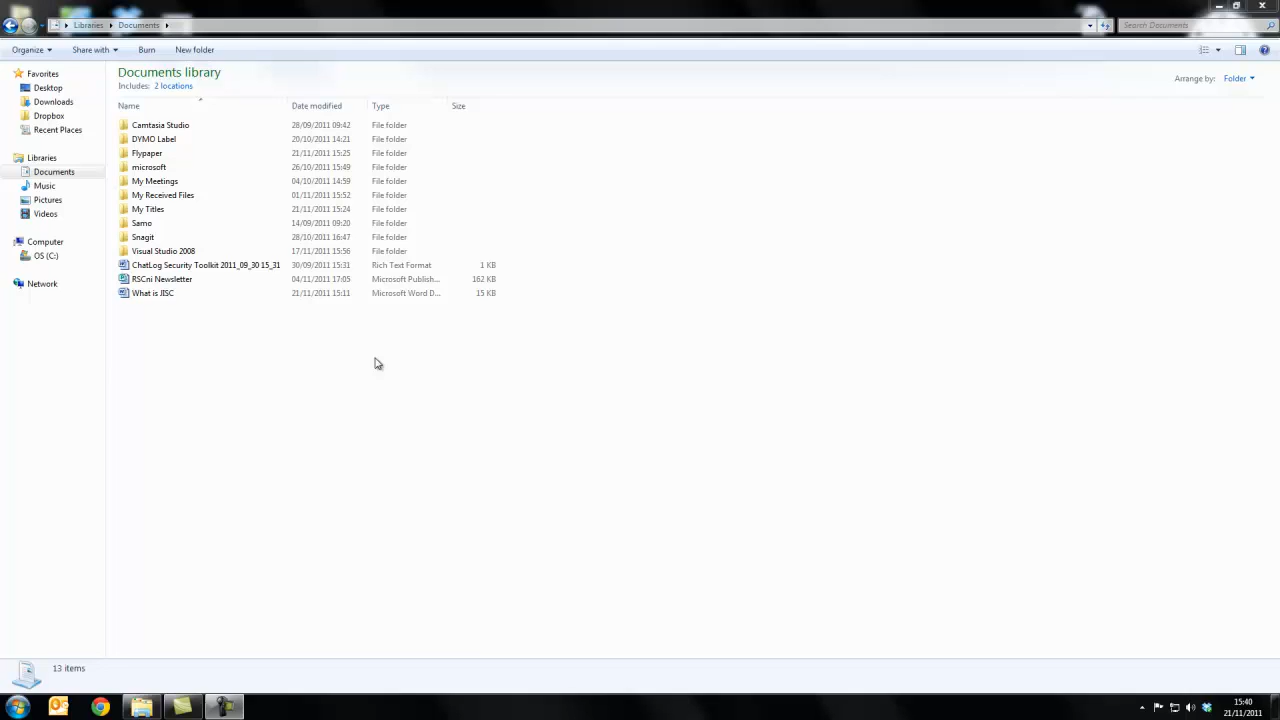 Libraries Documents Search Documents
Organize Share with Burn New folder
Favorites
Desktop
Downloads
Dropbox
Recent Places
Libraries
Documents
Music
Pictures
Videos
Computer
OS (C:)
Network
Documents library
Includes: 2 locations
Arrange by: Folder
Name Date modified Type Size
Camtasia Studio 28/09/2011 09:42 File folder
DYMO Label 20/10/2011 14:21 File folder
Flypaper 21/11/2011 15:25 File folder
microsoft 26/10/2011 15:49 File folder
My Meetings 04/10/2011 14:59 File folder
My Received Files 01/11/2011 15:52 File folder
My Titles 21/11/2011 15:24 File folder
Samo 14/09/2011 09:20 File folder
Snagit 28/10/2011 16:47 File folder
Visual Studio 2008 17/11/2011 15:56 File folder
ChatLog Security Toolkit 2011_09_30 15_31 30/09/2011 15:31 Rich Text Format 1 KB
RSCni Newsletter 04/11/2011 17:05 Microsoft Publish... 162 KB
What is JISC 21/11/2011 15:11 Microsoft Word D... 15 KB
13 items
15:40
21/11/2011